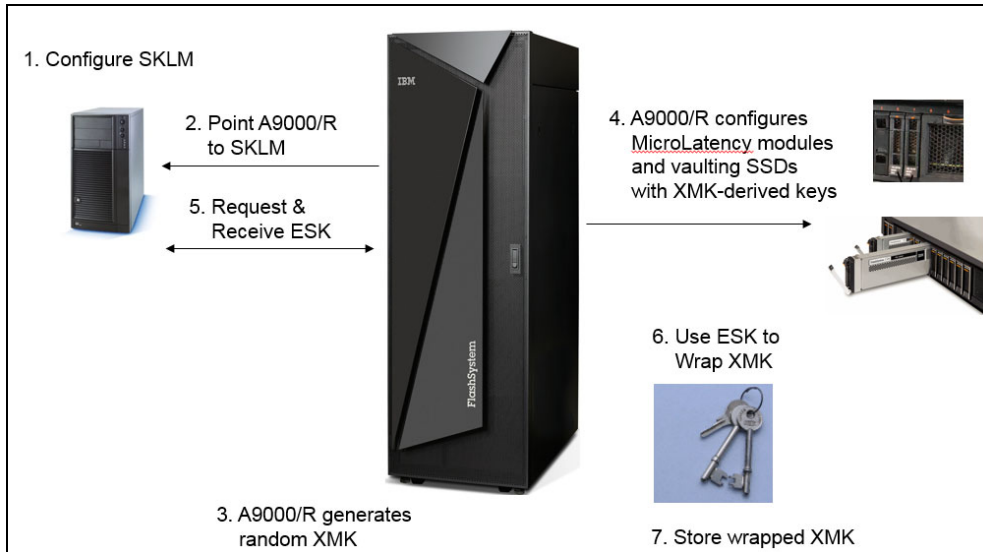 1. Configure SKLM
2. Point A9000/R
to SKLM
5. Request &
Receive ESK
IBM
FlashSystem
3. A9000/R generates
random XMK
4. A9000/R configures
MicroLatency modules
and vaulting SSDs
with XMK-derived keys
6. Use ESK to
Wrap XMK
7. Store wrapped XMK